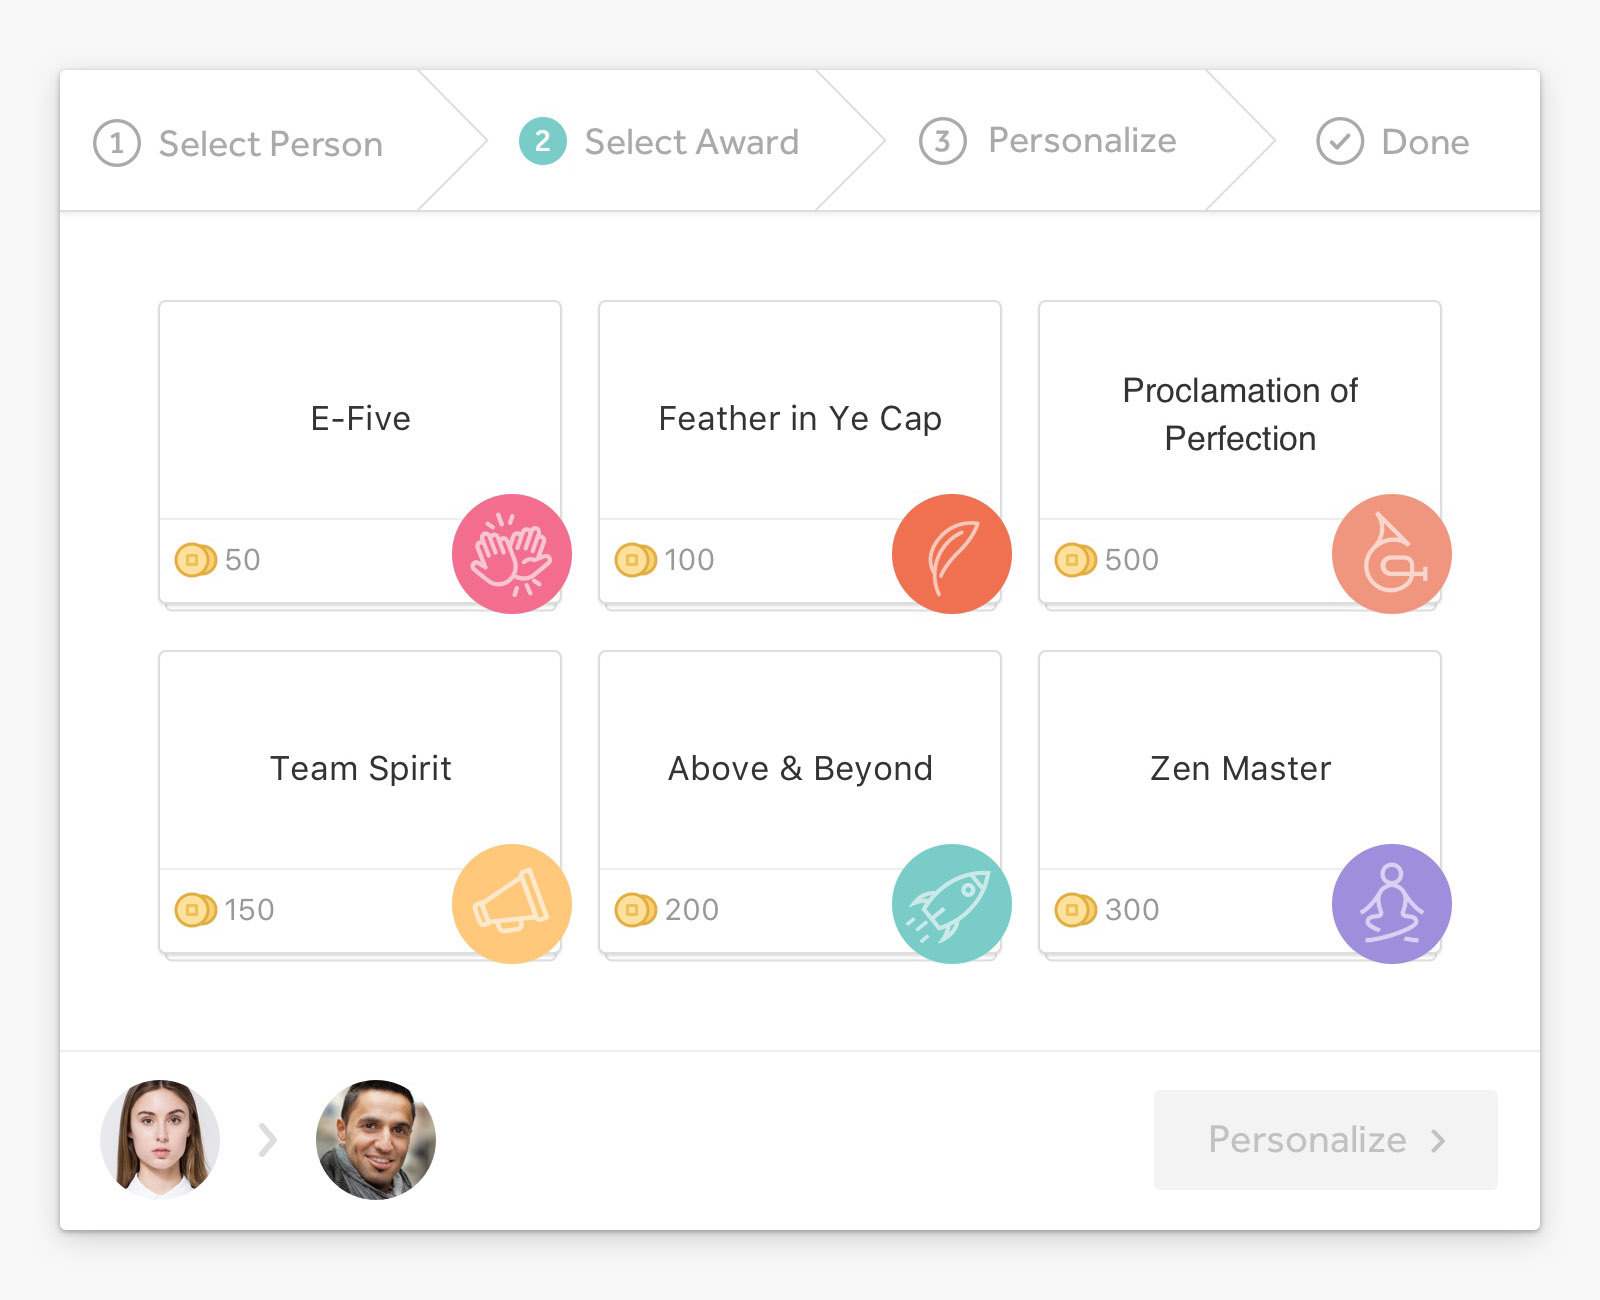 1 Select Person
2 Select Award
3 Personalize
Done
E-Five
Feather in Ye Cap
Proclamation of
Perfection
50
100
500
Team Spirit
Above & Beyond
Zen Master
150
200
300
Personalize